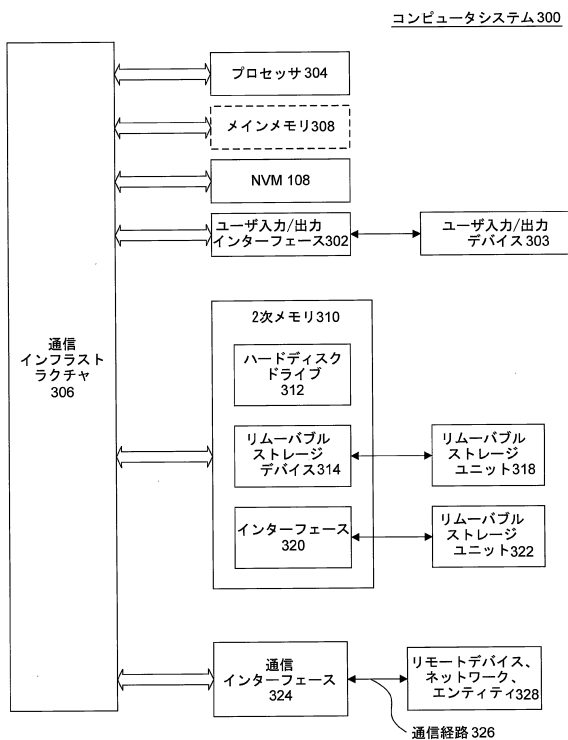 コンピュータシステム300
プロセッサ304
メインメモリ308
NVM 108
ユーザ入力/出力
インターフェース302
ユーザ入力/出力
デバイス303
通信
インフラスト
ラクチャ
306
2次メモリ310
ハードディスク
ドライブ
312
リムーバブル
ストレージ
デバイス314
リムーバブル
ストレージ
ユニット318
インターフェース
320
リムーバブル
ストレージ
ユニット322
通信
インターフェース
324
リモートデバイス、
ネットワーク、
エンティティ328
通信経路326